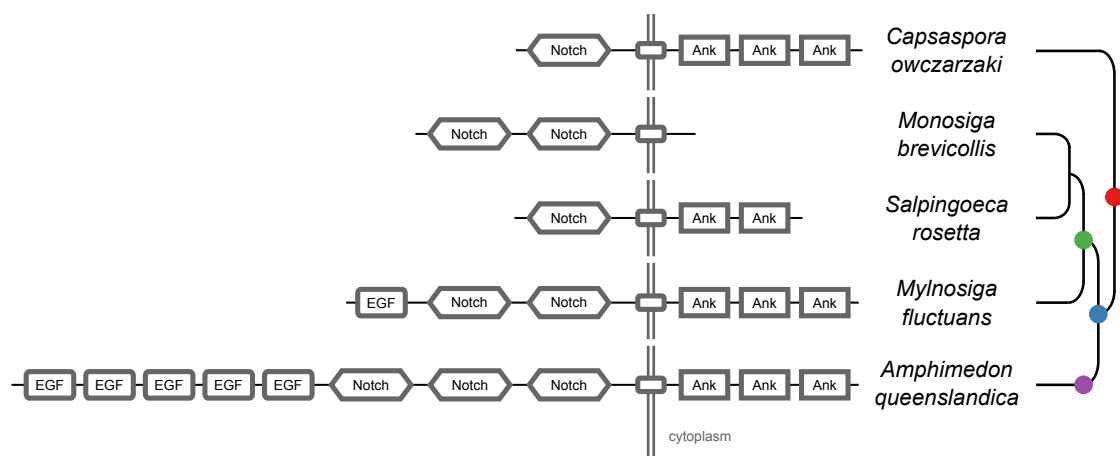 Notch Ank Ank Ank Capsaspora
owczarzaki
Notch Notch Monosiga
brevicollis
Notch Ank Ank Salpingoeca
rosetta
EGF Notch Notch Ank Ank Ank Mylnosiga
fluctuans
EGF EGF EGF EGF EGF Notch Notch Notch Ank Ank Ank Amphimedon
queenslandica
cytoplasm